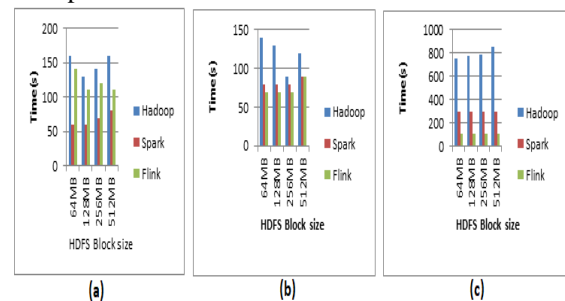 Time(s)
200
150
100
50
0
64MB
128MB
256MB
512MB
HDFS Block size
Hadoop
Spark
Flink
(a)
Time(s)
150
100
50
0
64MB
128MB
256MB
512MB
HDFS Block size
Hadoop
Spark
Flink
(b)
Time(s)
1000
800
600
400
200
0
64MB
128MB
256MB
512MB
HDFS Block size
Hadoop
Spark
Flink
(c)